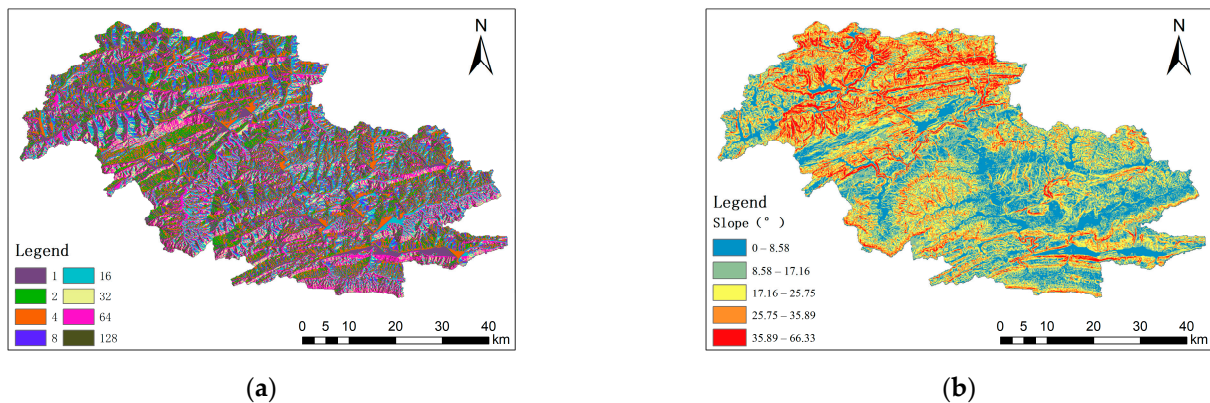 N
Legend
1 16
2 32
4 64
8 128
0 10 20 30 40
km
(a)
N
Legend
Slope (°)
0–8.58
8.58–17.16
17.16–25.75
25.75–35.89
35.89–66.33
0 10 20 30 40
km
(b)